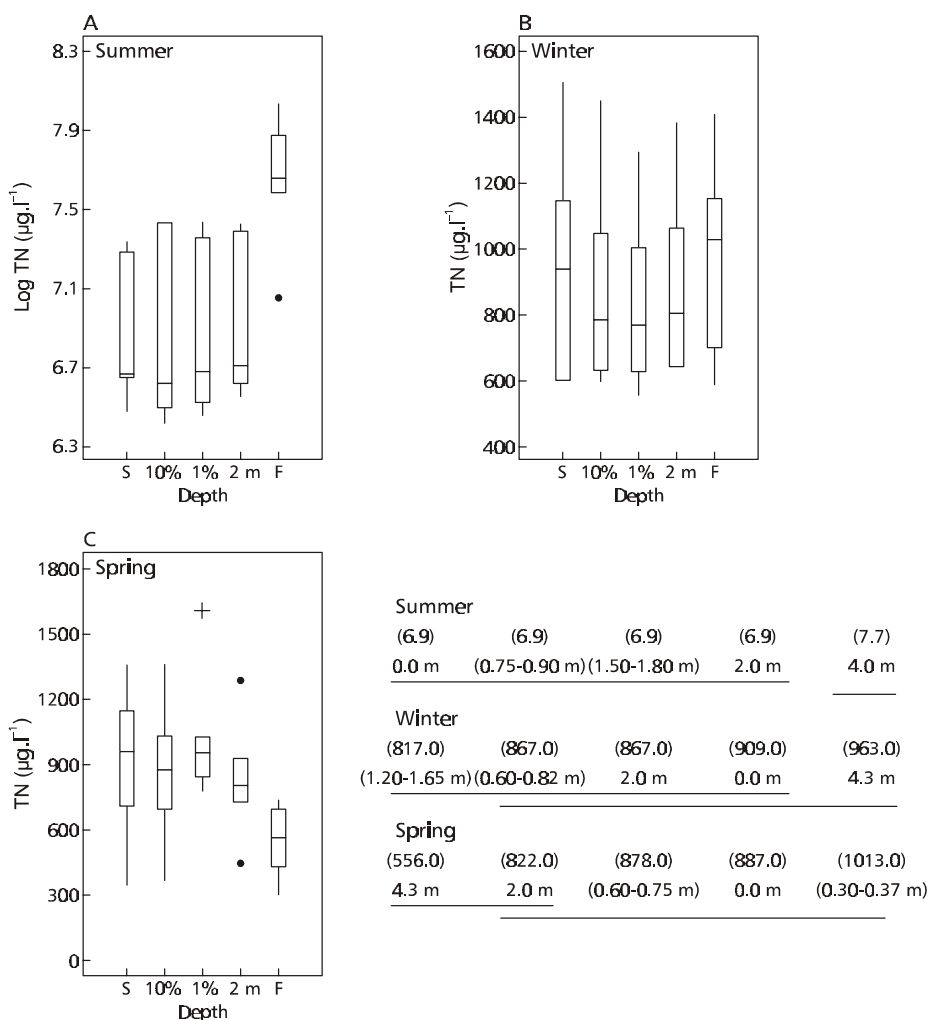 A
Summer
8.3
7.9
7.5
7.1
6.7
6.3
Log TN (µg.l⁻¹)
S 10% 1% 2 m F
Depth
B
Winter
1600
1400
1200
1000
800
600
400
TN (µg.l⁻¹)
S 10% 1% 2 m F
Depth
C
Spring
1800
1500
1200
900
600
300
0
TN (µg.l⁻¹)
S 10% 1% 2 m F
Depth
Summer
(6.9) (6.9) (6.9) (6.9) (7.7)
0.0 m (0.75-0.90 m) (1.50-1.80 m) 2.0 m 4.0 m
Winter
(817.0) (867.0) (867.0) (909.0) (963.0)
(1.20-1.65 m) (0.60-0.82 m) 2.0 m 0.0 m 4.3 m
Spring
(556.0) (822.0) (878.0) (887.0) (1013.0)
4.3 m 2.0 m (0.60-0.75 m) 0.0 m (0.30-0.37 m)